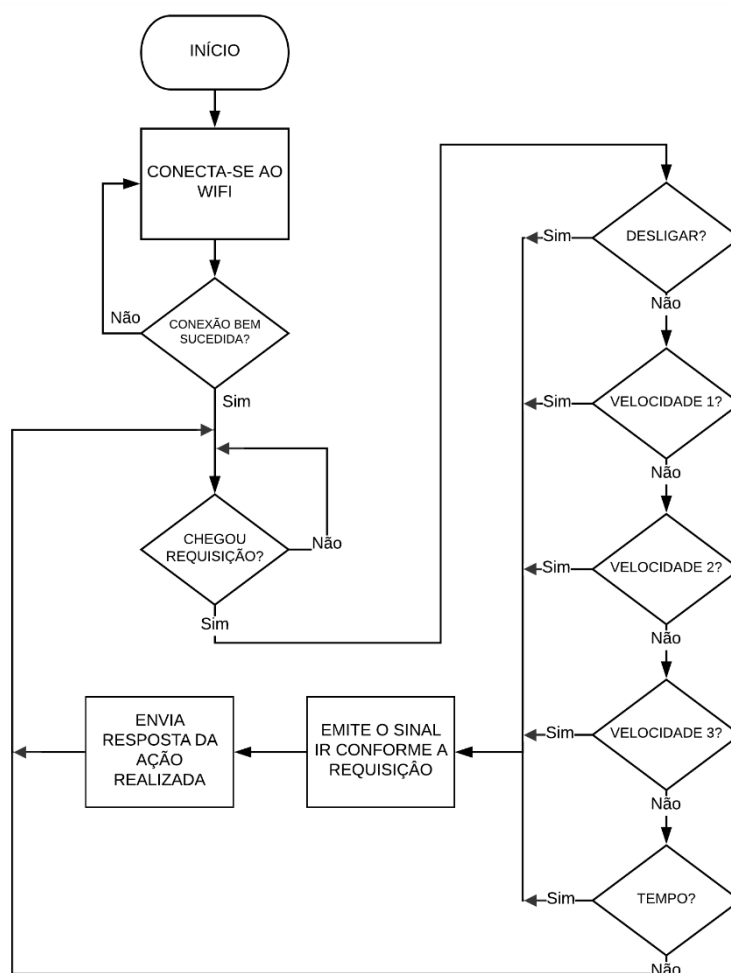 INÍCIO
CONECTA-SE AO
WIFI
Não
CONEXÃO BEM
SUCEDIDA?
Sim
CHEGOU
REQUISIÇÃO?
Não
Sim
DESLIGAR?
Sim
Não
VELOCIDADE 1?
Sim
Não
VELOCIDADE 2?
Sim
Não
VELOCIDADE 3?
Sim
Não
TEMPO?
Sim
Não
EMITE O SINAL
IR CONFORME A
REQUISIÇÂO
ENVIA
RESPOSTA DA
AÇÃO
REALIZADA